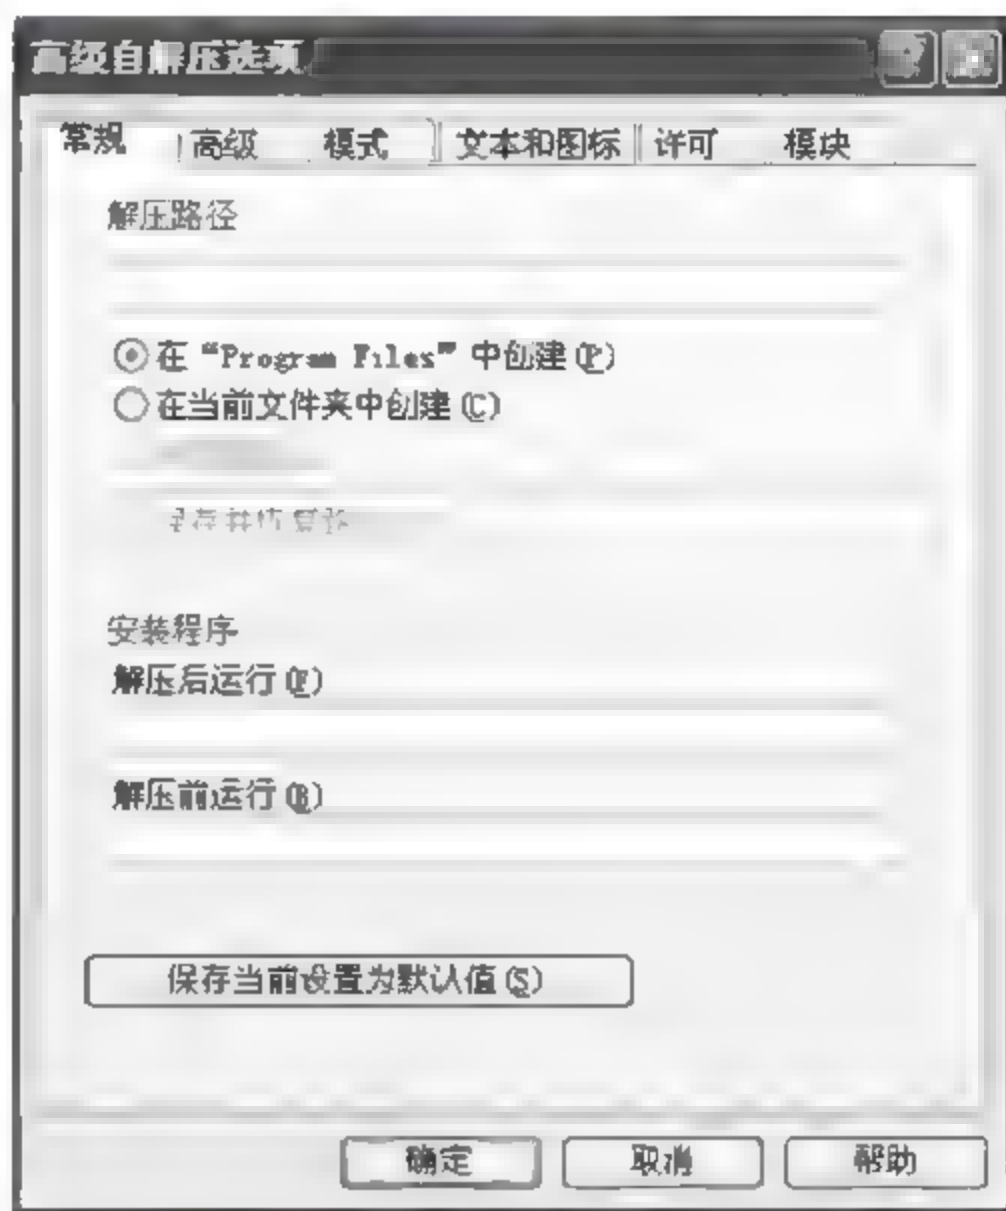 高级自解压选项
常规 高级 模式 文本和图标 许可 模块
解压路径
在“Program Files”中创建(P)
在当前文件夹中创建(C)
安装程序
解压后运行(F)
解压前运行(B)
保存当前设置为默认值(S)
确定 取消 帮助